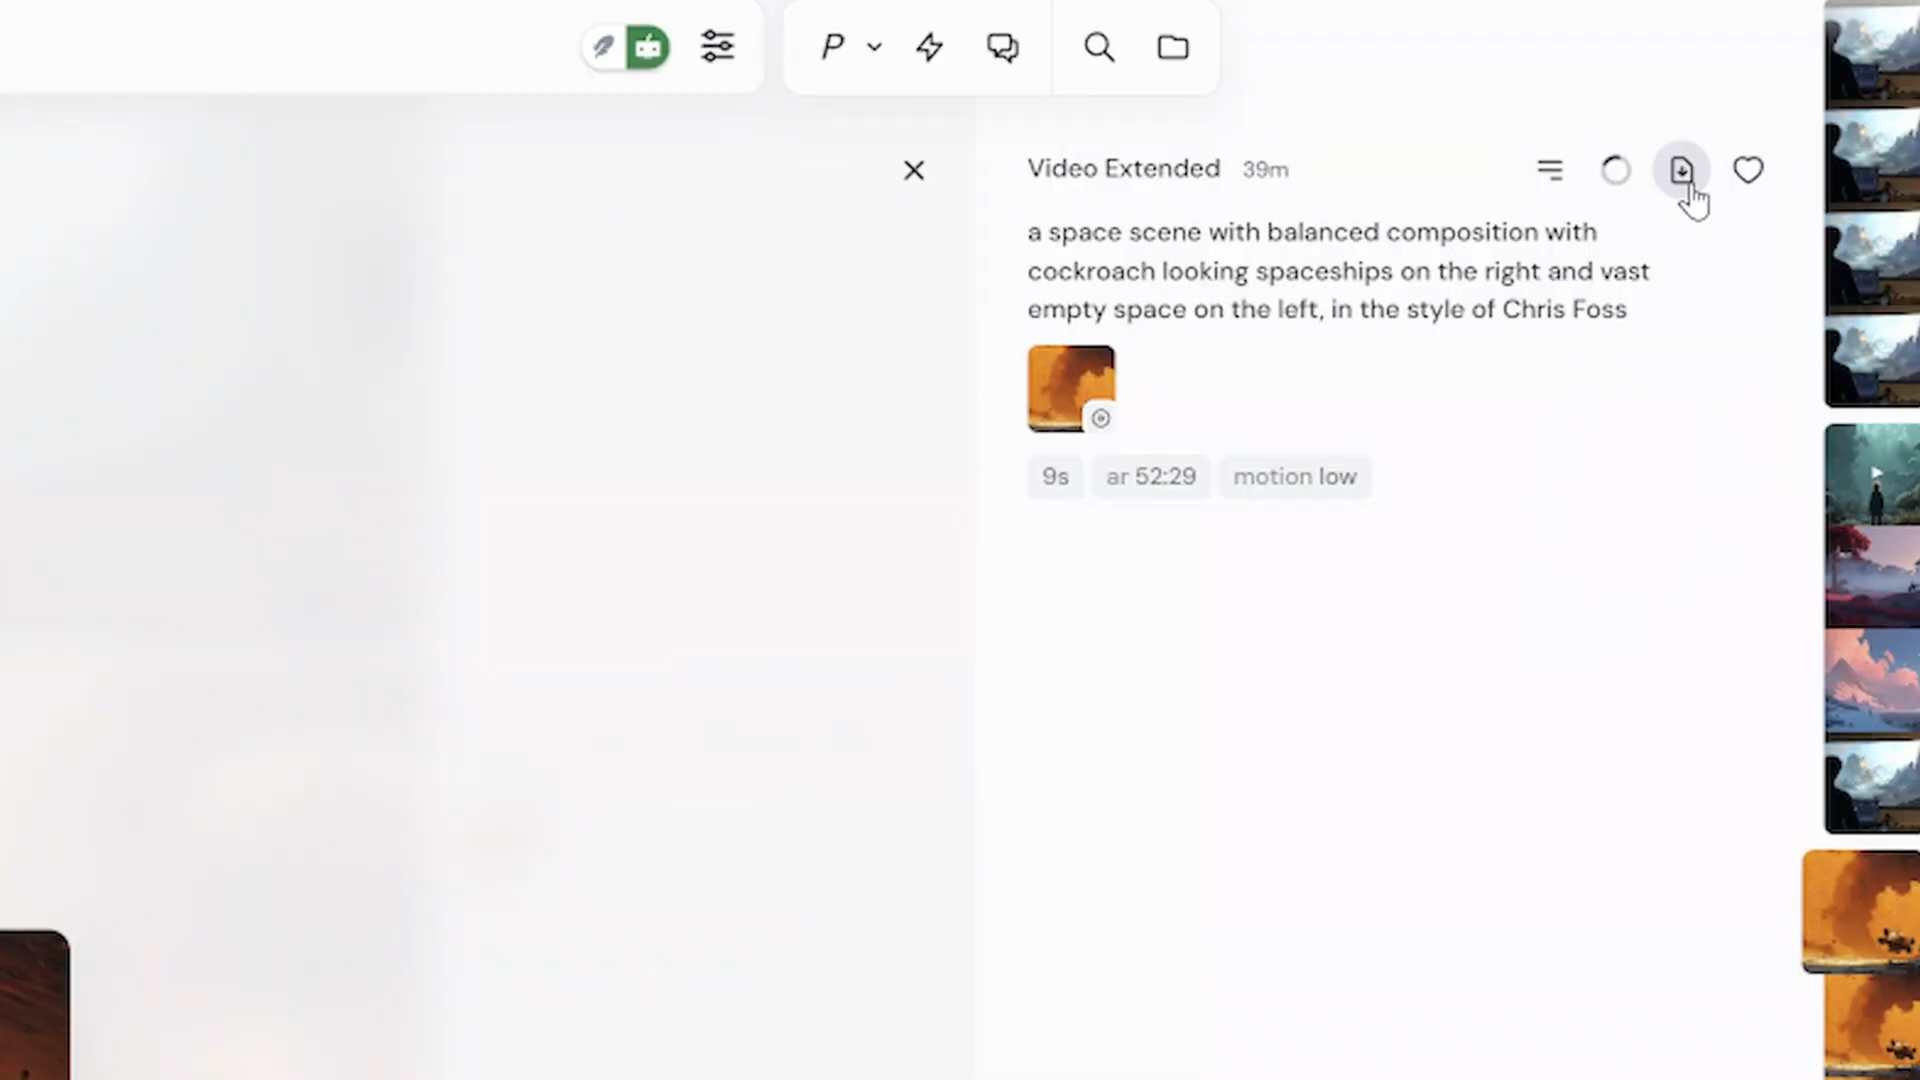 P
Video Extended 39m
a space scene with balanced composition with
cockroach looking spaceships on the right and vast
empty space on the left, in the style of Chris Foss
9s ar 52:29 motion low